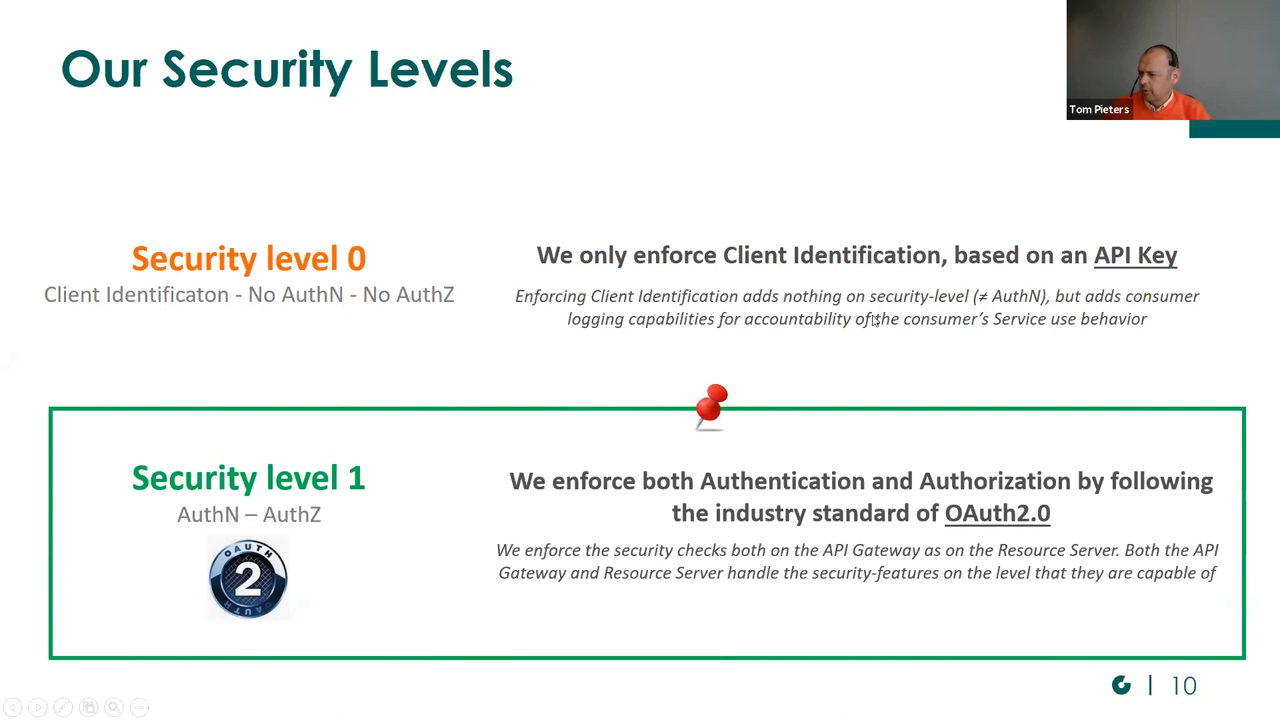 Our Security Levels
Tom Pieters
Security level 0
Client Identificaton - No AuthN - No AuthZ
We only enforce Client Identification, based on an API Key
Enforcing Client Identification adds nothing on security-level (≠ AuthN), but adds consumer
logging capabilities for accountability of the consumer’s Service use behavior
Security level 1
AuthN – AuthZ
OAUTH
2
OAUTH
We enforce both Authentication and Authorization by following
the industry standard of OAuth2.0
We enforce the security checks both on the API Gateway as on the Resource Server. Both the API
Gateway and Resource Server handle the security-features on the level that they are capable of
10